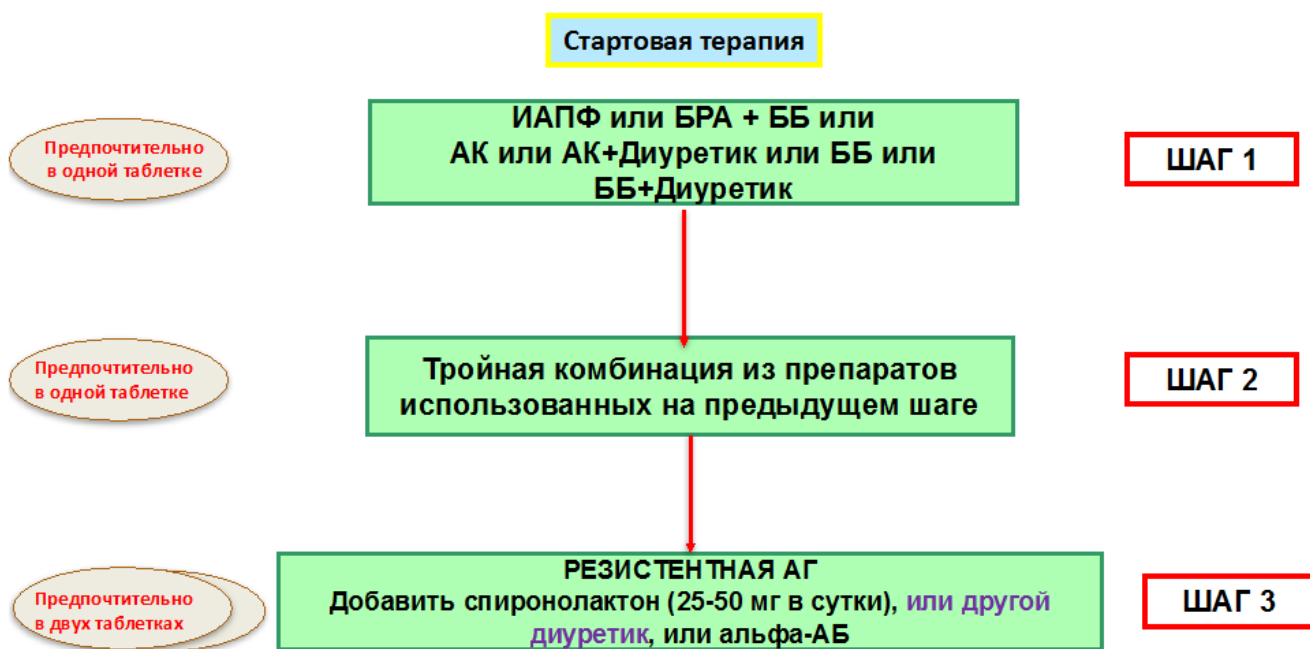 Стартовая терапия
Предпочтительно
в одной таблетке
ИАПФ или БРА + ББ или
АК или АК+Диуретик или ББ или
ББ+Диуретик
ШАГ 1
Предпочтительно
в одной таблетке
Тройная комбинация из препаратов
использованных на предыдущем шаге
ШАГ 2
Предпочтительно
в двух таблетках
РЕЗИСТЕНТНАЯ АГ
Добавить спиронолактон (25-50 мг в сутки), или другой
диуретик, или альфа-АБ
ШАГ 3